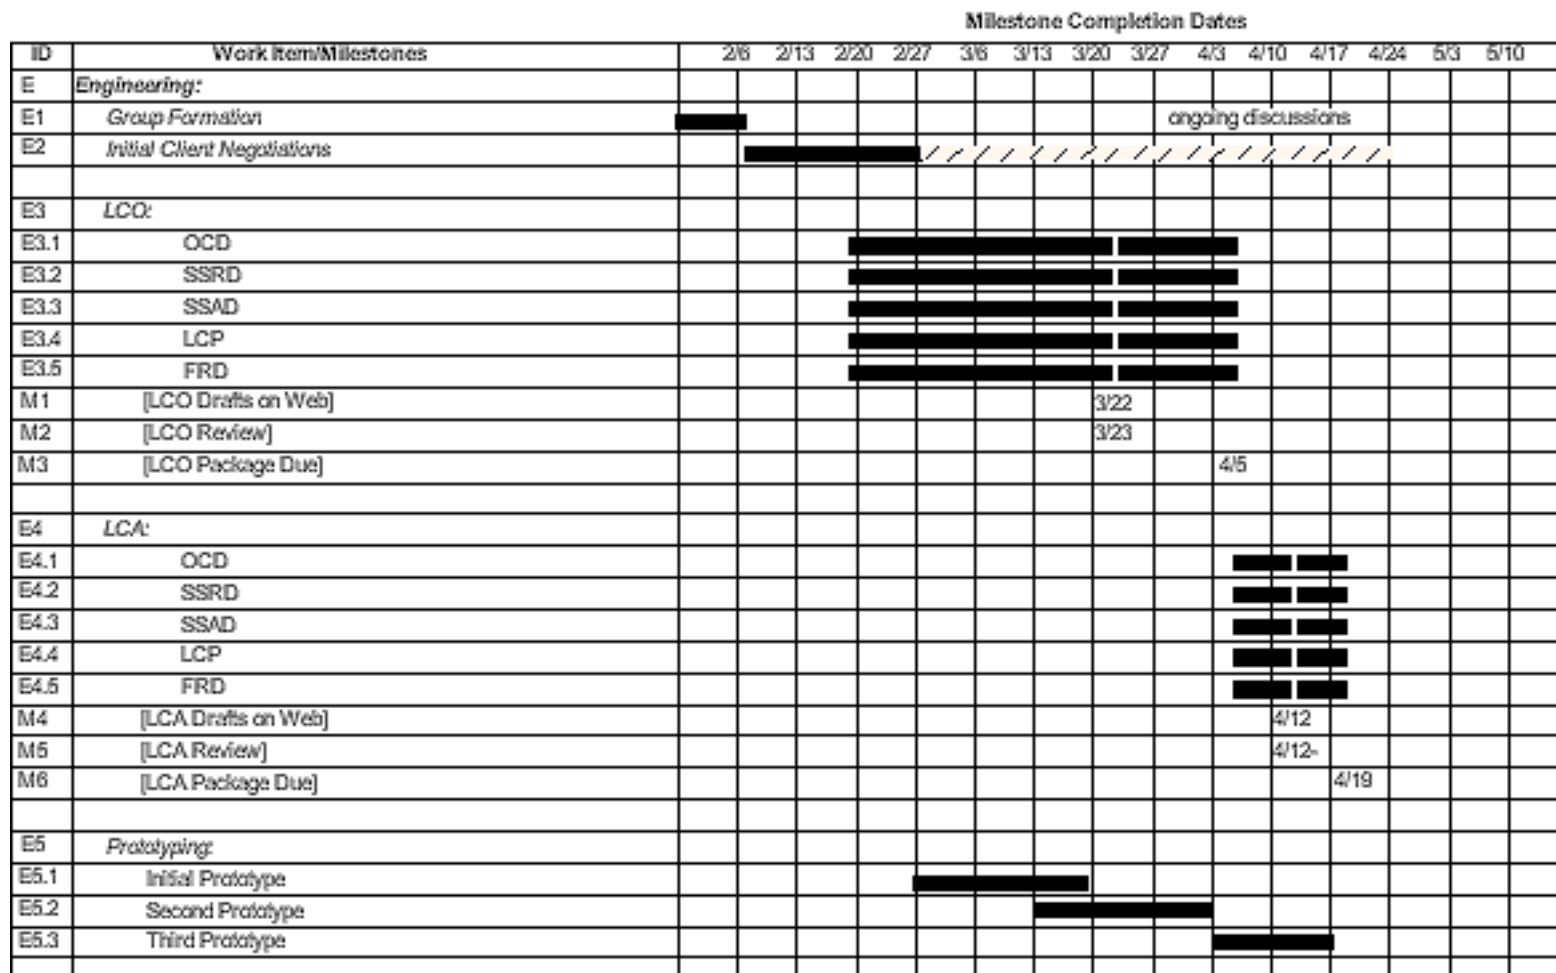 Milestone Completion Dates
ID Work Item/Milestones 2/6 2/13 2/20 2/27 3/6 3/13 3/20 3/27 4/3 4/10 4/17 4/24 5/3 5/10
E Engineering:
E1 Group Formation ongoing discussions
E2 Initial Client Negotiations
E3 LCO:
E3.1 OCD
E3.2 SSRD
E3.3 SSAD
E3.4 LCP
E3.5 FRD
M1 [LCO Drafts on Web] 3/22
M2 [LCO Review] 3/23
M3 [LCO Package Due] 4/5
E4 LCA:
E4.1 OCD
E4.2 SSRD
E4.3 SSAD
E4.4 LCP
E4.5 FRD
M4 [LCA Drafts on Web] 4/12
M5 [LCA Review] 4/12-
M6 [LCA Package Due] 4/19
E5 Prototyping:
E5.1 Initial Prototype
E5.2 Second Prototype
E5.3 Third Prototype